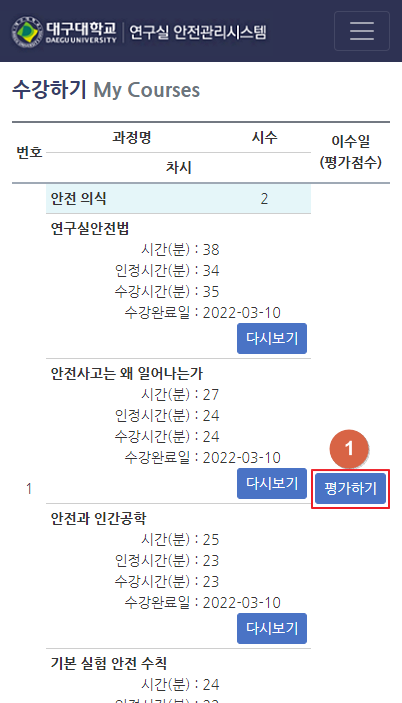 대구대학교 연구실 안전관리시스템
DAEGU UNIVERSITY
수강하기 My Courses
번호 과정명 시수 이수일
(평가점수)
차시
안전 의식 2
연구실안전법
시간(분) : 38
인정시간(분) : 34
수강시간(분) : 35
수강완료일 : 2022-03-10
다시보기
안전사고는 왜 일어나는가
시간(분) : 27
인정시간(분) : 24
수강시간(분) : 24
1
수강완료일 : 2022-03-10
다시보기
1 평가하기
안전과 인간공학
시간(분) : 25
인정시간(분) : 23
수강시간(분) : 23
수강완료일 : 2022-03-10
다시보기
기본 실험 안전 수칙
시간(분) : 24